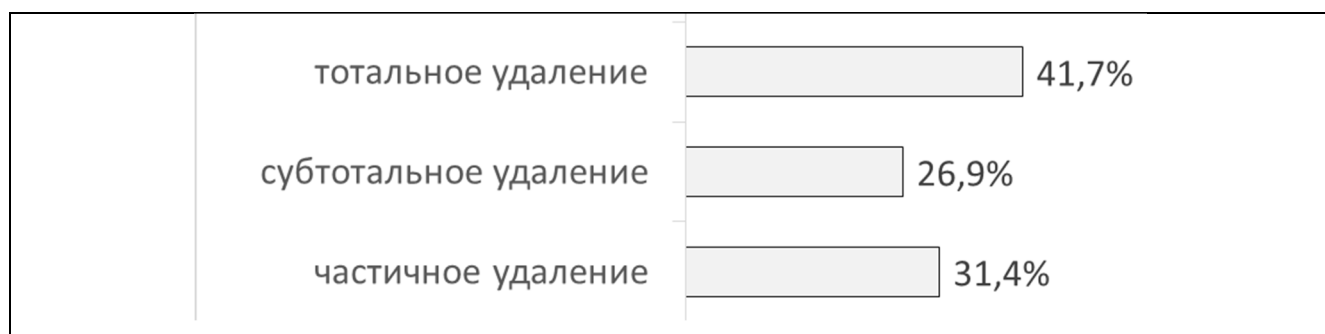 тотальное удаление 41,7%
субтотальное удаление 26,9%
частичное удаление 31,4%